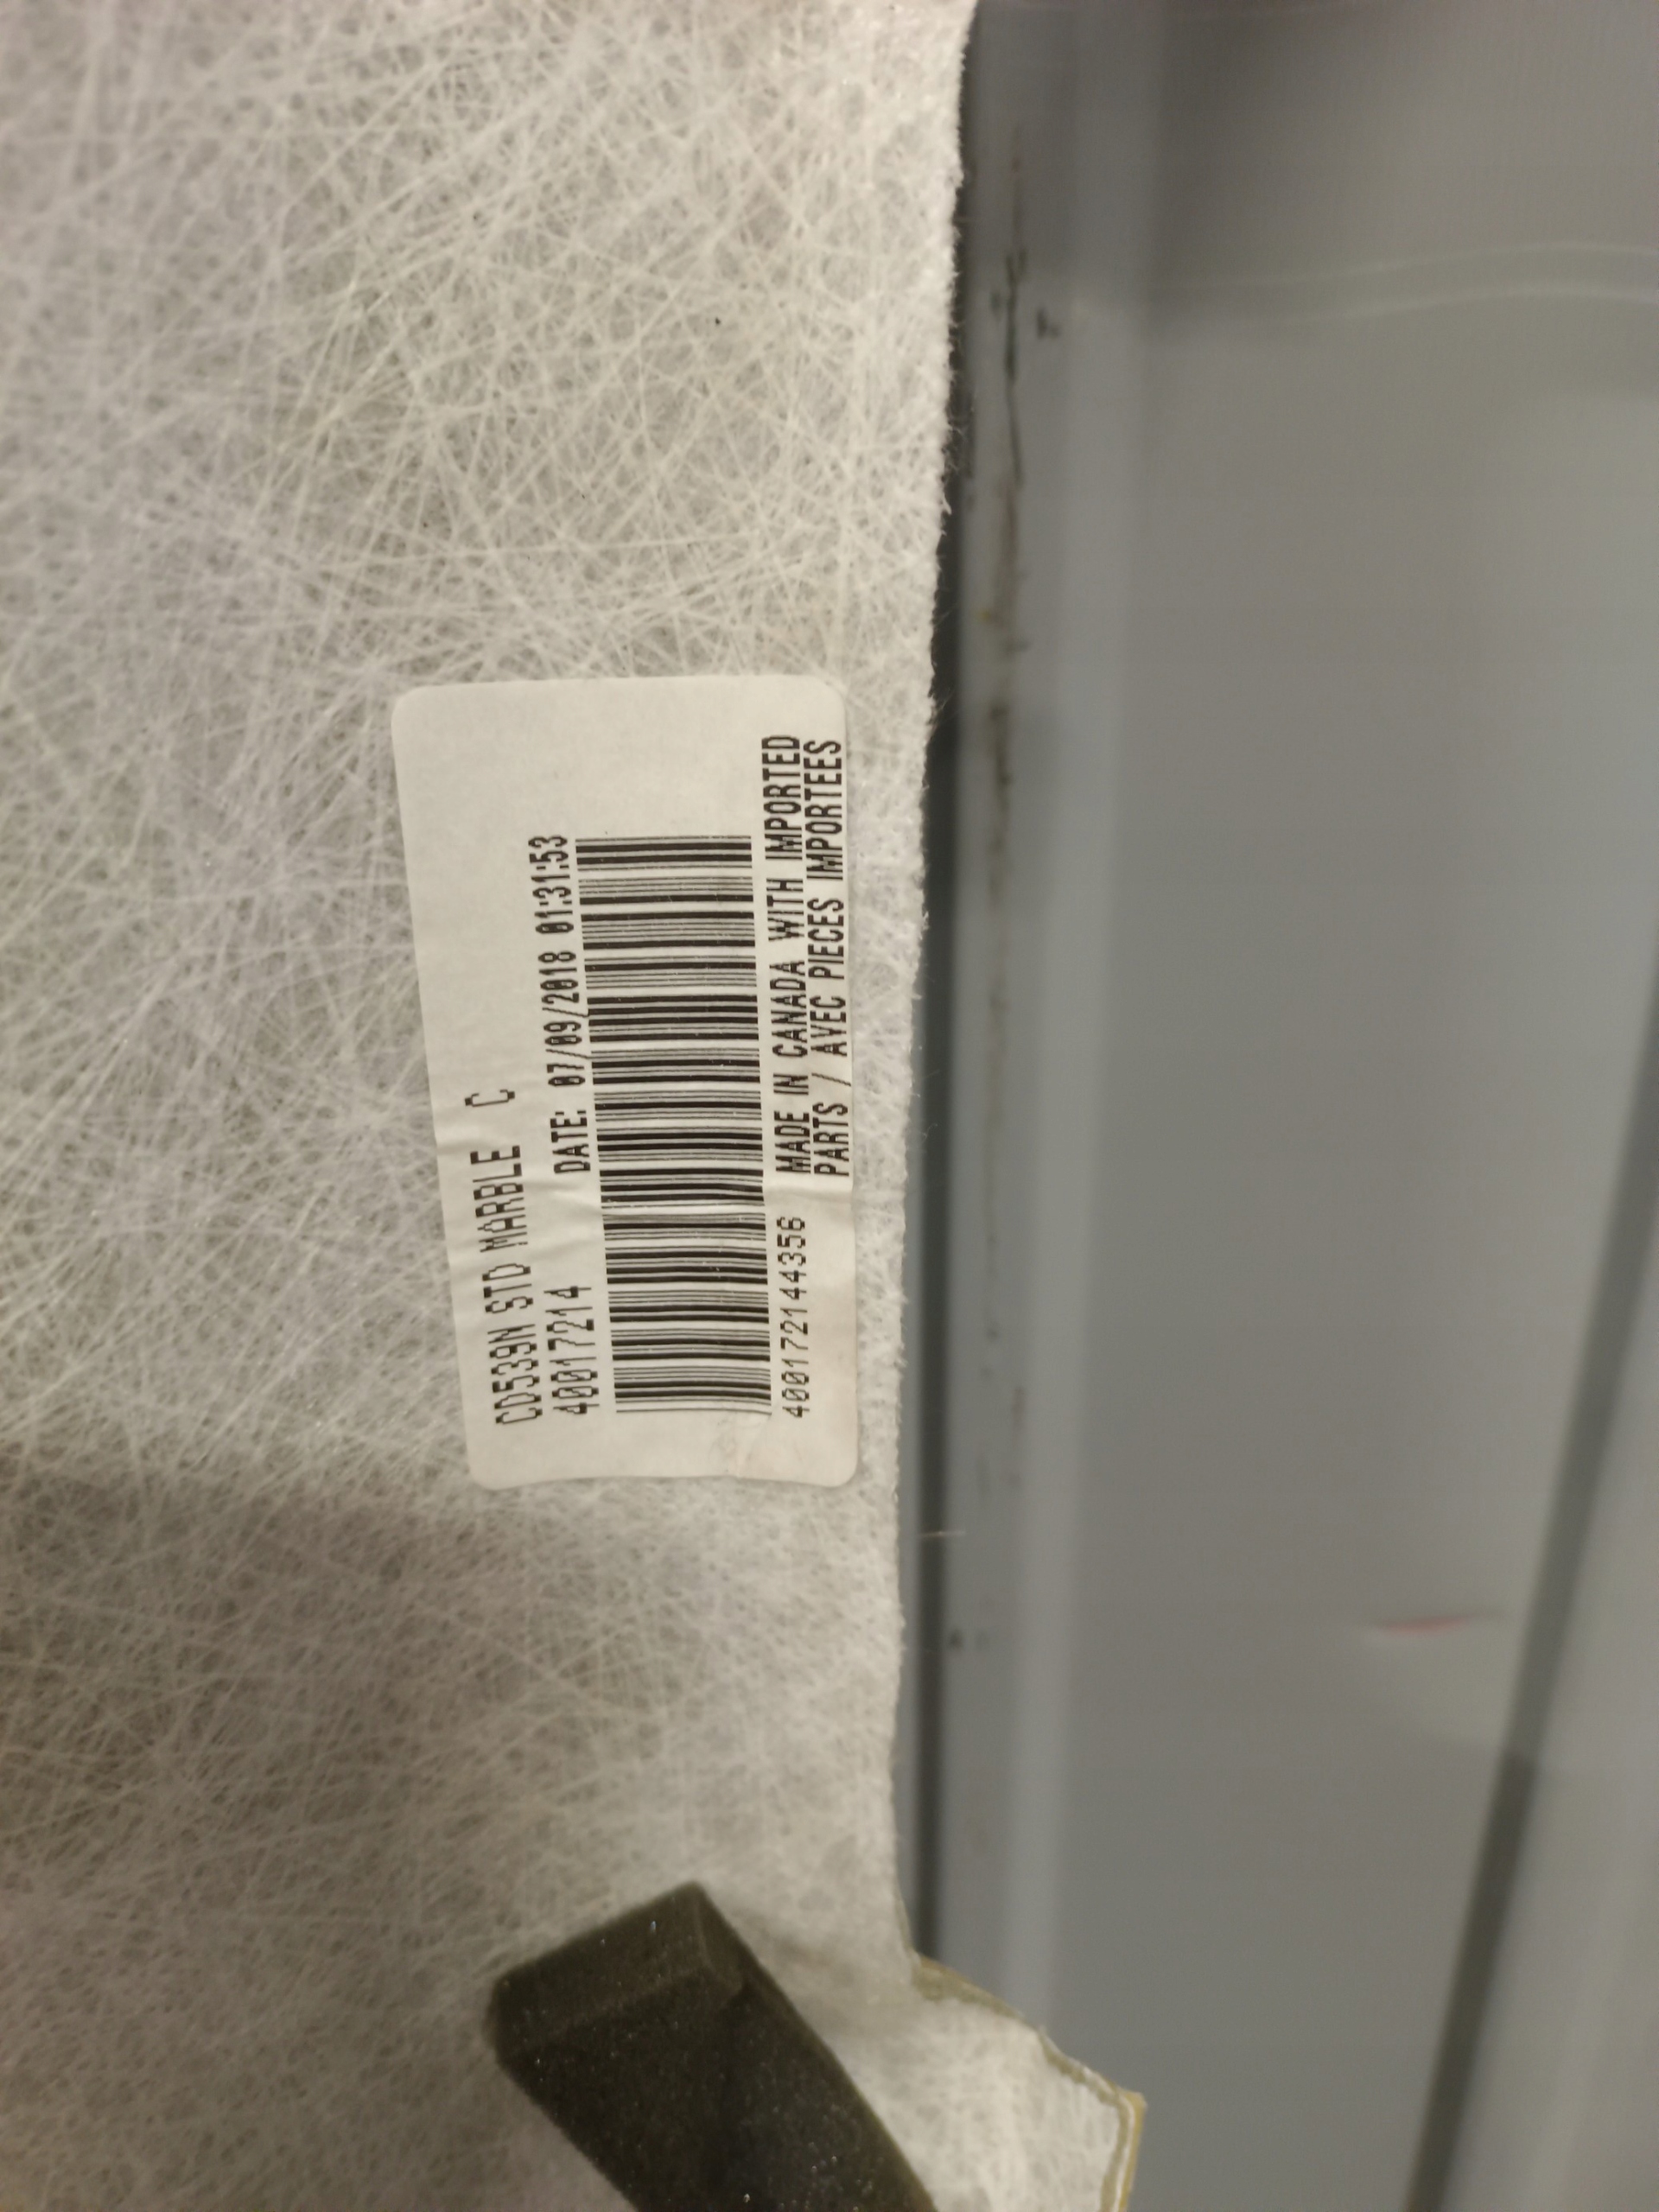 CD539N STD MARBLE C
40017214 DATE: 07/09/2018 01:31:53
400172144356
MADE IN CANADA WITH IMPORTED
PARTS / AVEC PIECES IMPORTEES